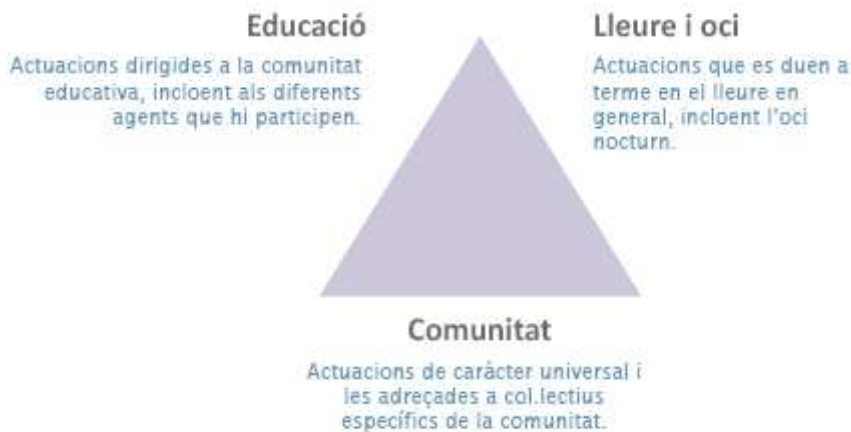 Educació
Actuacions dirigides a la comunitat
educativa, incloent als diferents
agents que hi participen.
Lleure i oci
Actuacions que es duen a
terme en el lleure en
general, incloent l'oci
nocturn.
Comunitat
Actuacions de caràcter universal i
les adreçades a col.lectius
específics de la comunitat.